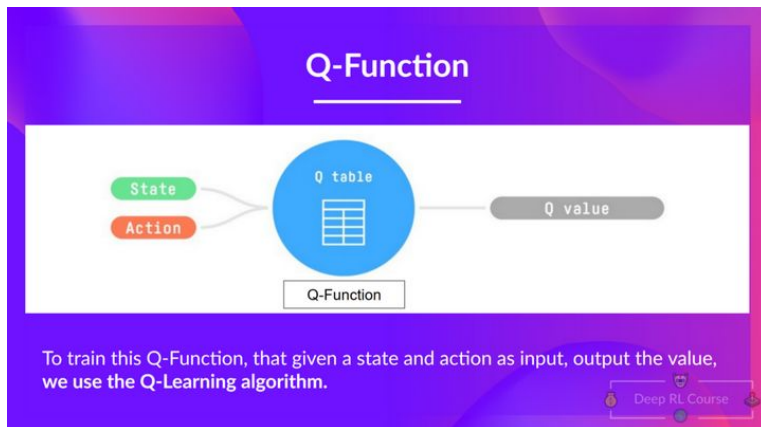 Q-Function
Q table
State
Action
Q value
Q-Function
To train this Q-Function, that given a state and action as input, output the value,
we use the Q-Learning algorithm.
Deep RL Course